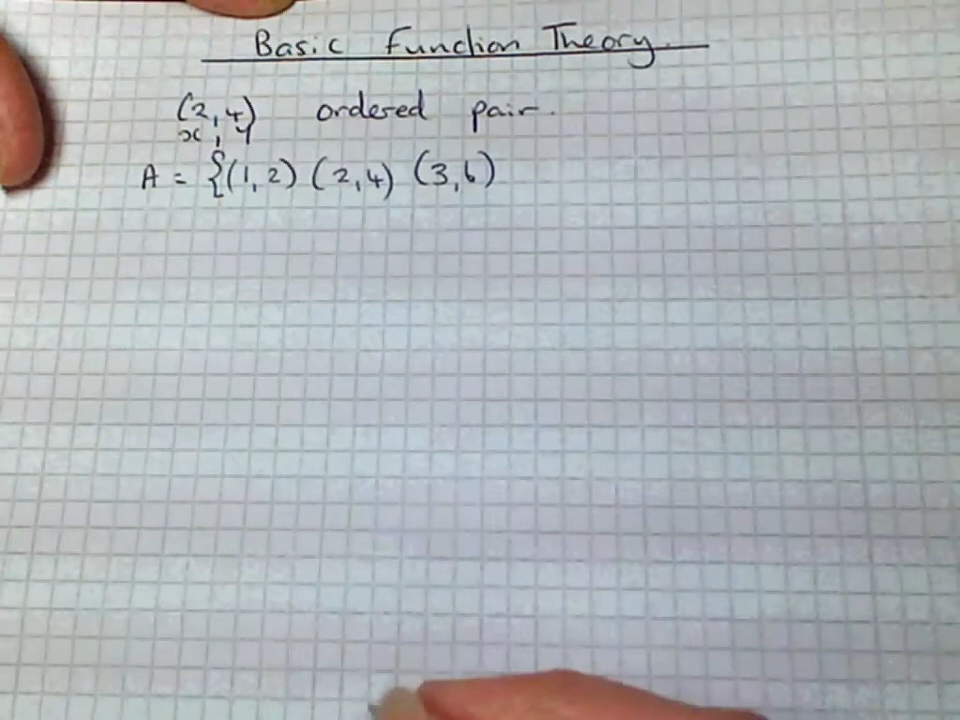 Basic Function Theory.
(2,4) ordered pair.
x, y
A = {(1,2) (2,4) (3,6)